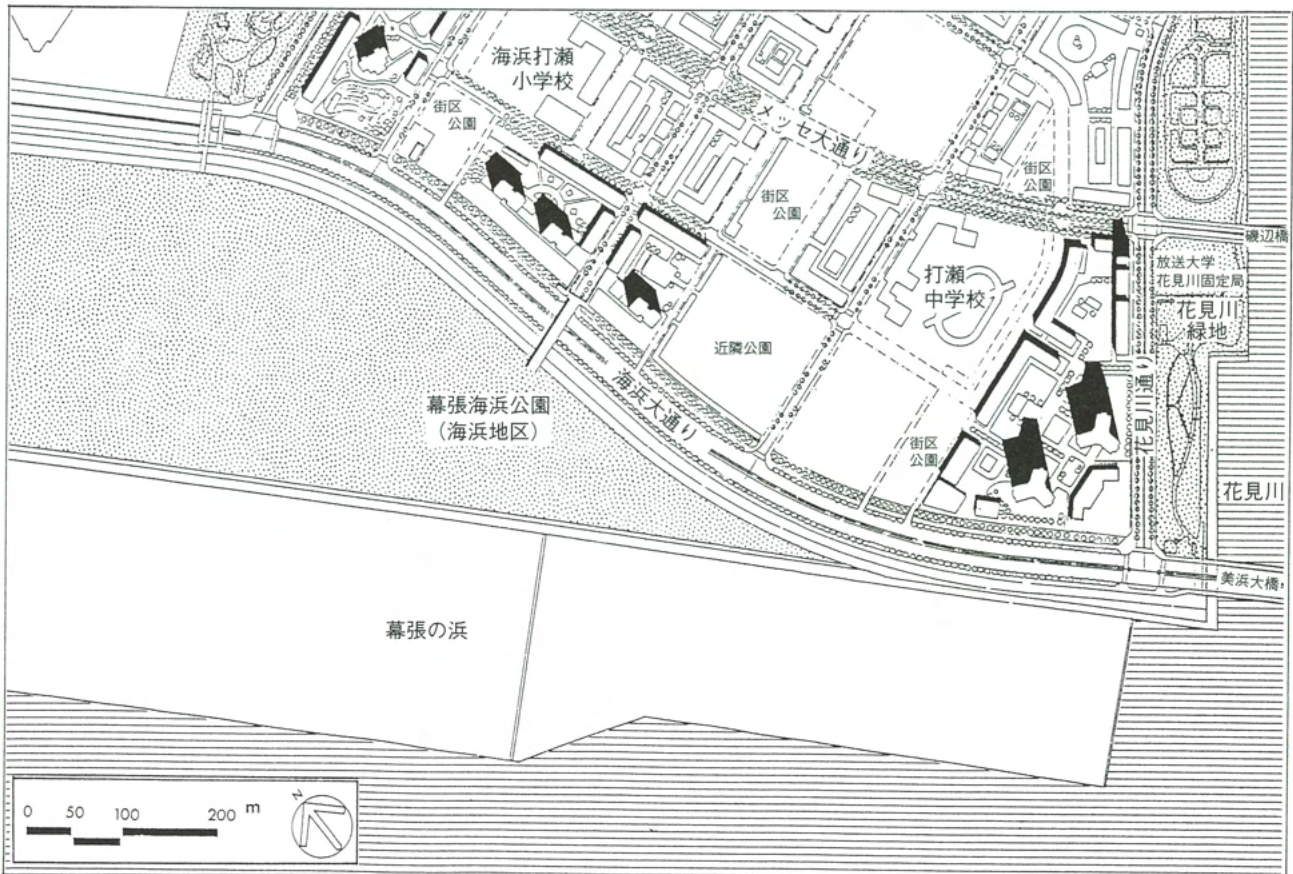 海浜打瀬
小学校
街区
公園
メッセ大通り
街区
公園
街区
公園
磯辺橋
放送大学
花見川固定局
花見川
緑地
打瀬
中学校
近隣公園
花見川通り
海浜大通り
幕張海浜公園
（海浜地区）
街区
公園
花見川
美浜大橋
幕張の浜
0 50 100 200 m
N